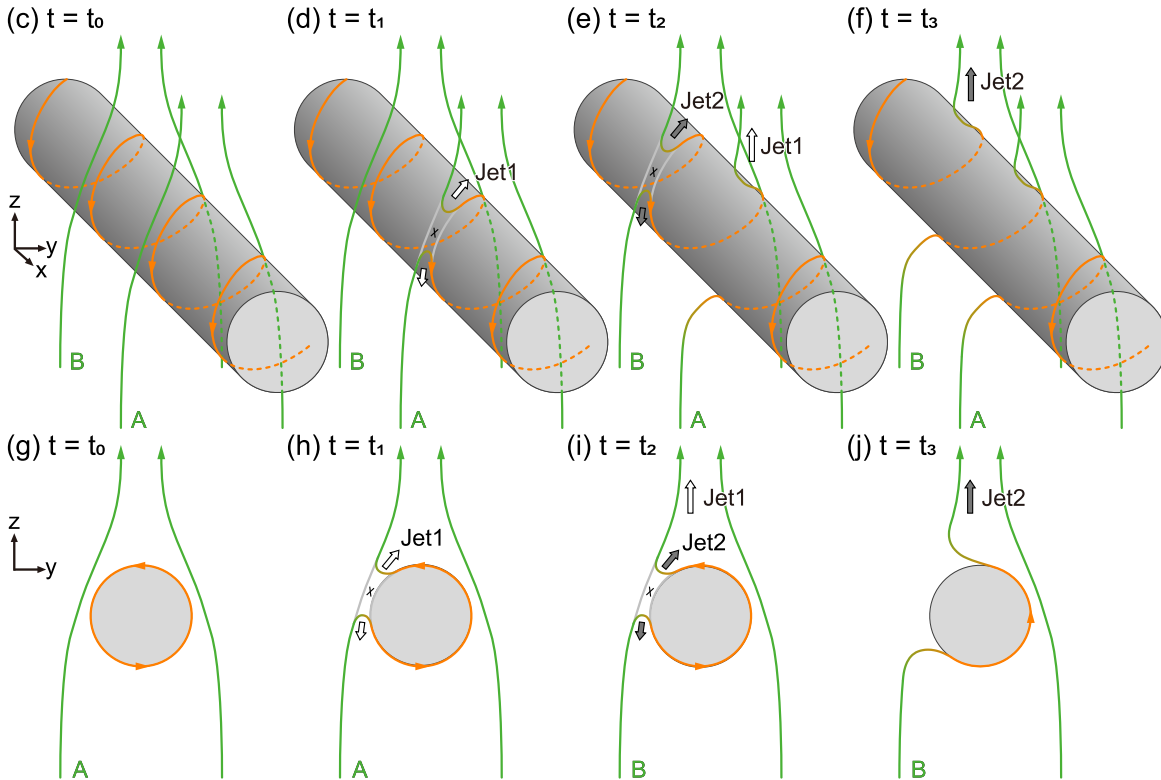 (c) t = t₀
(d) t = t₁
(e) t = t₂
(f) t = t₃
z
y
x
B
A
Jet1
B
A
Jet2
Jet1
B
A
Jet2
B
A
(g) t = t₀
(h) t = t₁
(i) t = t₂
(j) t = t₃
z
y
A
Jet1
x
A
Jet1
Jet2
x
B
Jet2
B